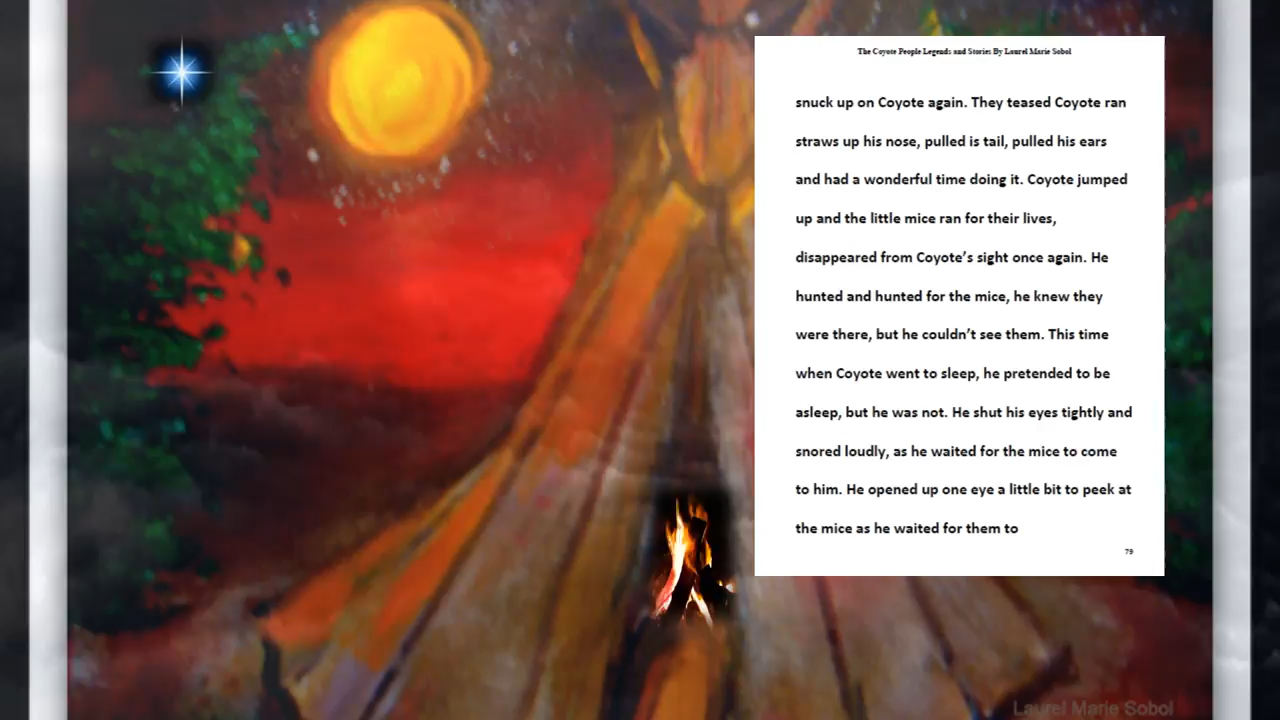 The Coyote People Legends and Stories By Laurel Marie Sobol
snuck up on Coyote again. They teased Coyote ran
straws up his nose, pulled is tail, pulled his ears
and had a wonderful time doing it. Coyote jumped
up and the little mice ran for their lives,
disappeared from Coyote’s sight once again. He
hunted and hunted for the mice, he knew they
were there, but he couldn’t see them. This time
when Coyote went to sleep, he pretended to be
asleep, but he was not. He shut his eyes tightly and
snored loudly, as he waited for the mice to come
to him. He opened up one eye a little bit to peek at
the mice as he waited for them to
79
Laurel Marie Sobol